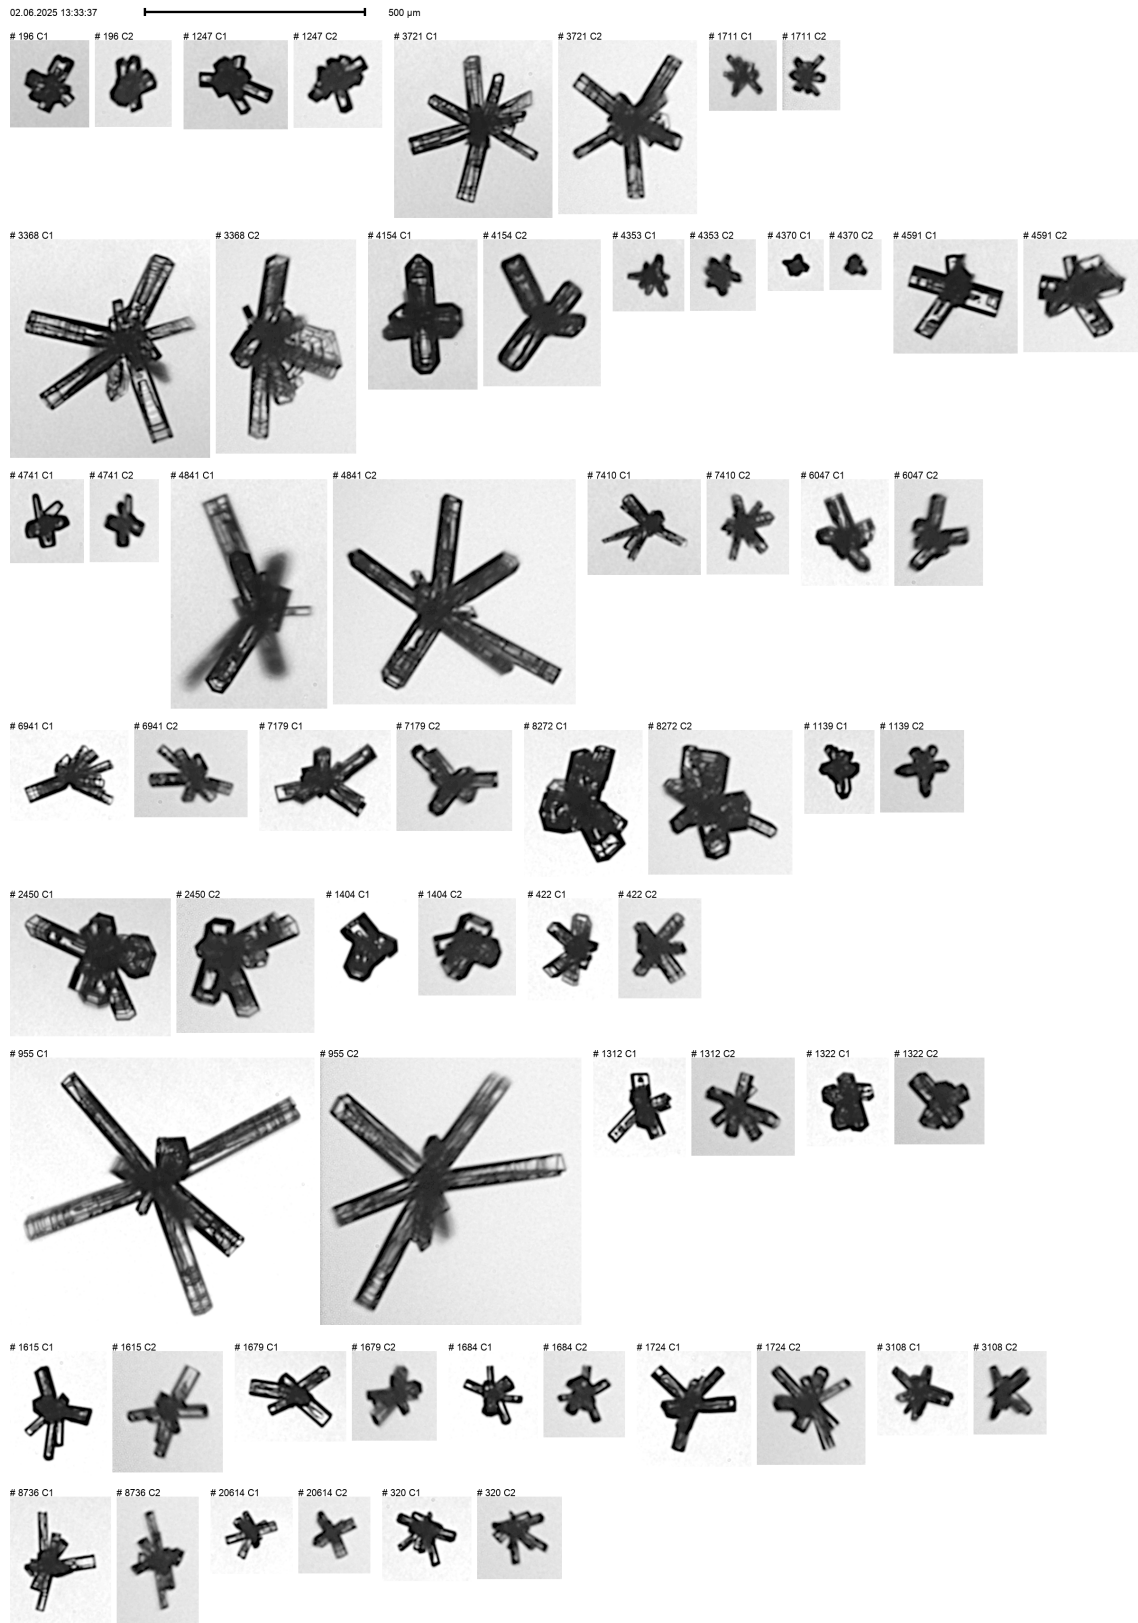 02.06.2025 13:33:37 500 µm
# 196 C1 # 196 C2 # 1247 C1 # 1247 C2 # 3721 C1 # 3721 C2 # 1711 C1 # 1711 C2
# 3368 C1 # 3368 C2 # 4154 C1 # 4154 C2 # 4353 C1 # 4353 C2 # 4370 C1 # 4370 C2 # 4591 C1 # 4591 C2
# 4741 C1 # 4741 C2 # 4841 C1 # 4841 C2 # 7410 C1 # 7410 C2 # 6047 C1 # 6047 C2
# 6941 C1 # 6941 C2 # 7179 C1 # 7179 C2 # 8272 C1 # 8272 C2 # 1139 C1 # 1139 C2
# 2450 C1 # 2450 C2 # 1404 C1 # 1404 C2 # 422 C1 # 422 C2
# 955 C1 # 955 C2 # 1312 C1 # 1312 C2 # 1322 C1 # 1322 C2
# 1615 C1 # 1615 C2 # 1679 C1 # 1679 C2 # 1684 C1 # 1684 C2 # 1724 C1 # 1724 C2 # 3108 C1 # 3108 C2
# 8736 C1 # 8736 C2 # 20614 C1 # 20614 C2 # 320 C1 # 320 C2